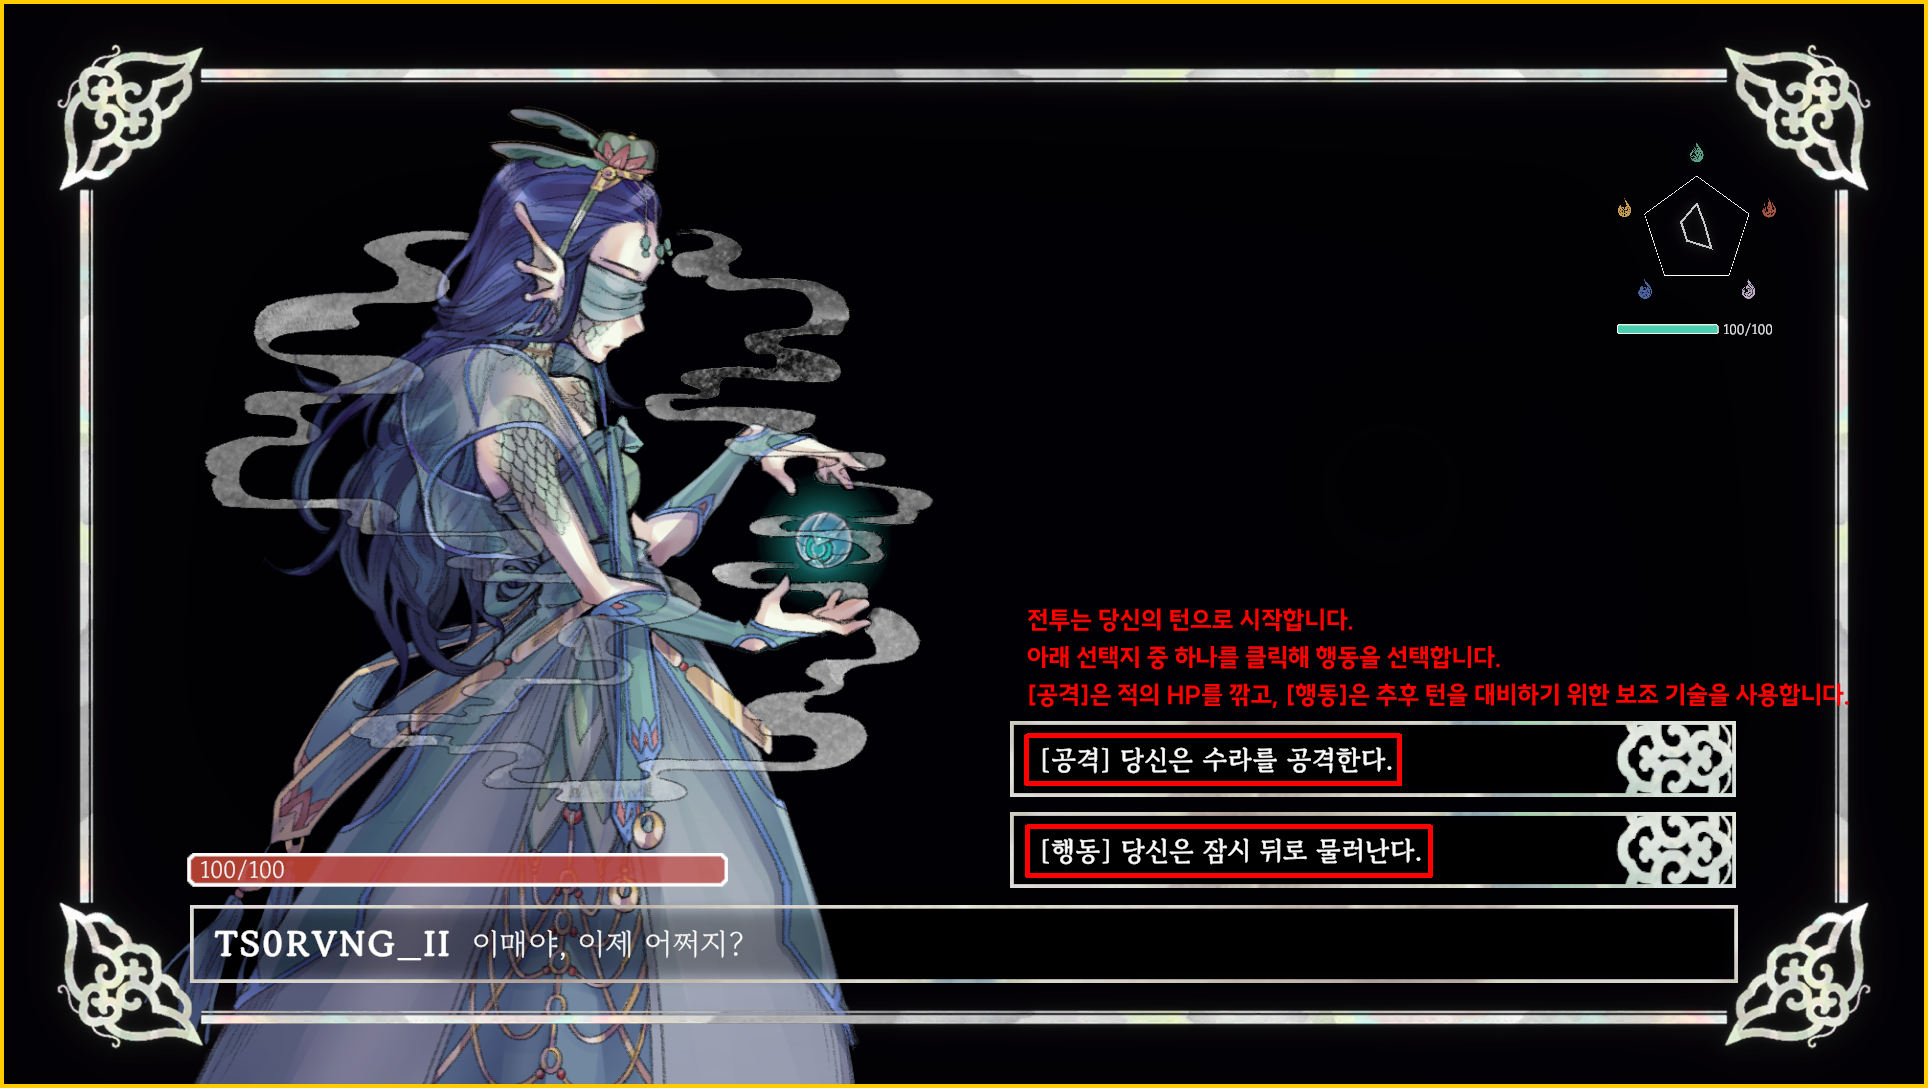 100/100
전투는 당신의 턴으로 시작합니다.
아래 선택지 중 하나를 클릭해 행동을 선택합니다.
[공격]은 적의 HP를 깎고, [행동]은 추후 턴을 대비하기 위한 보조 기술을 사용합니다.
[공격] 당신은 수라를 공격한다.
[행동] 당신은 잠시 뒤로 물러난다.
100/100
TS0RVNG_II 이매야, 이제 어쩌지?